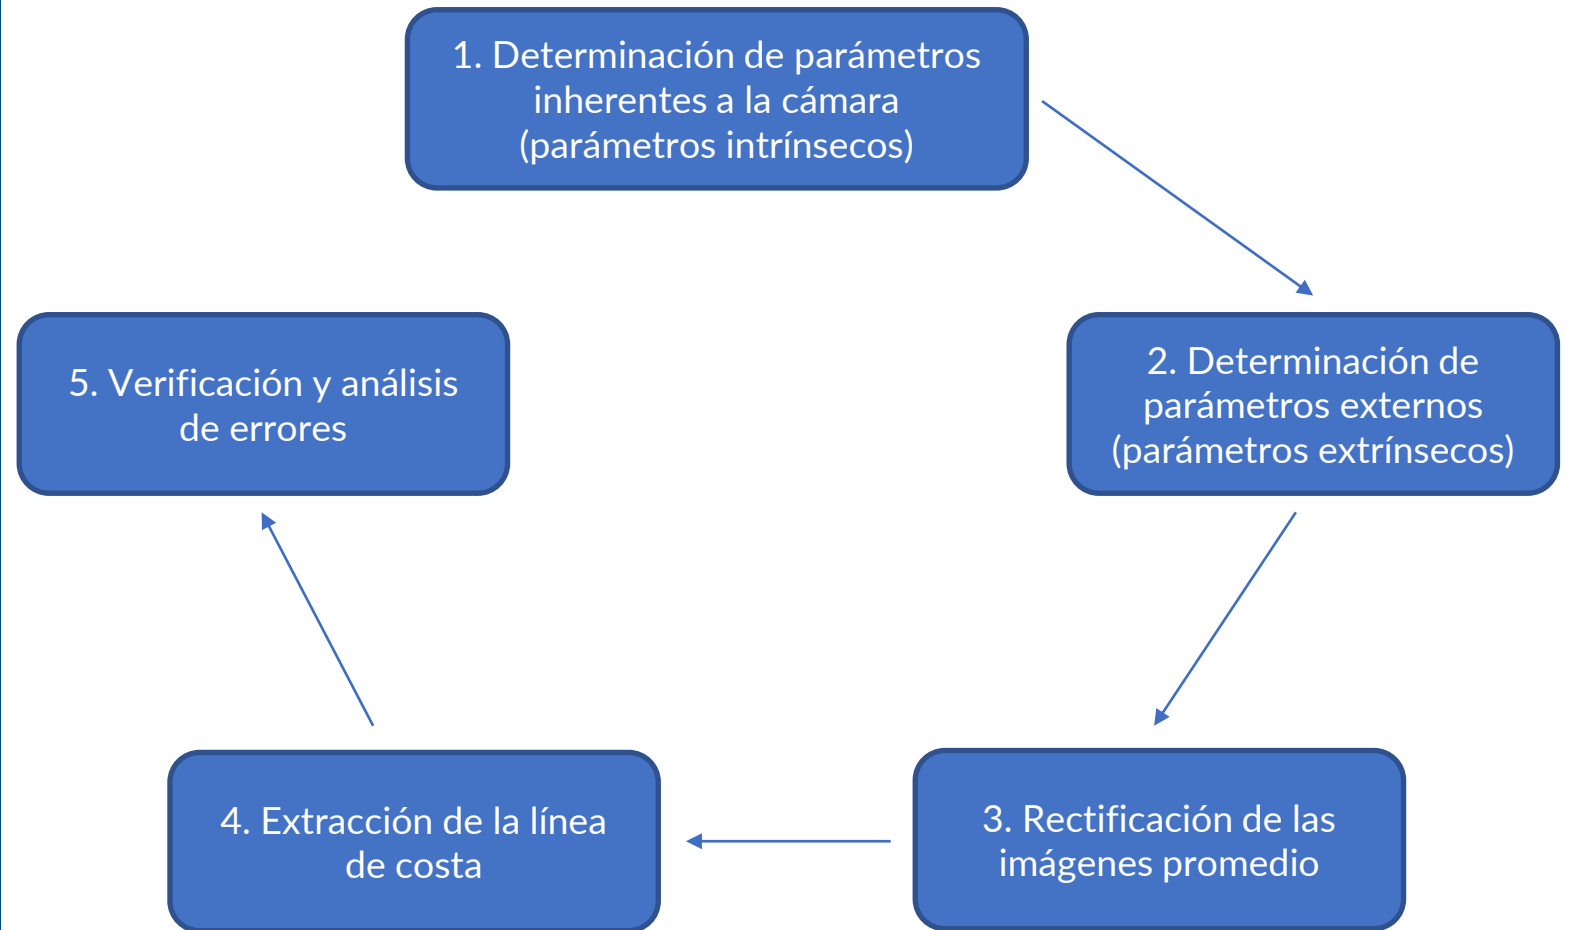 1. Determinación de parámetros
inherentes a la cámara
(parámetros intrínsecos)
2. Determinación de
parámetros externos
(parámetros extrínsecos)
3. Rectificación de las
imágenes promedio
4. Extracción de la línea
de costa
5. Verificación y análisis
de errores